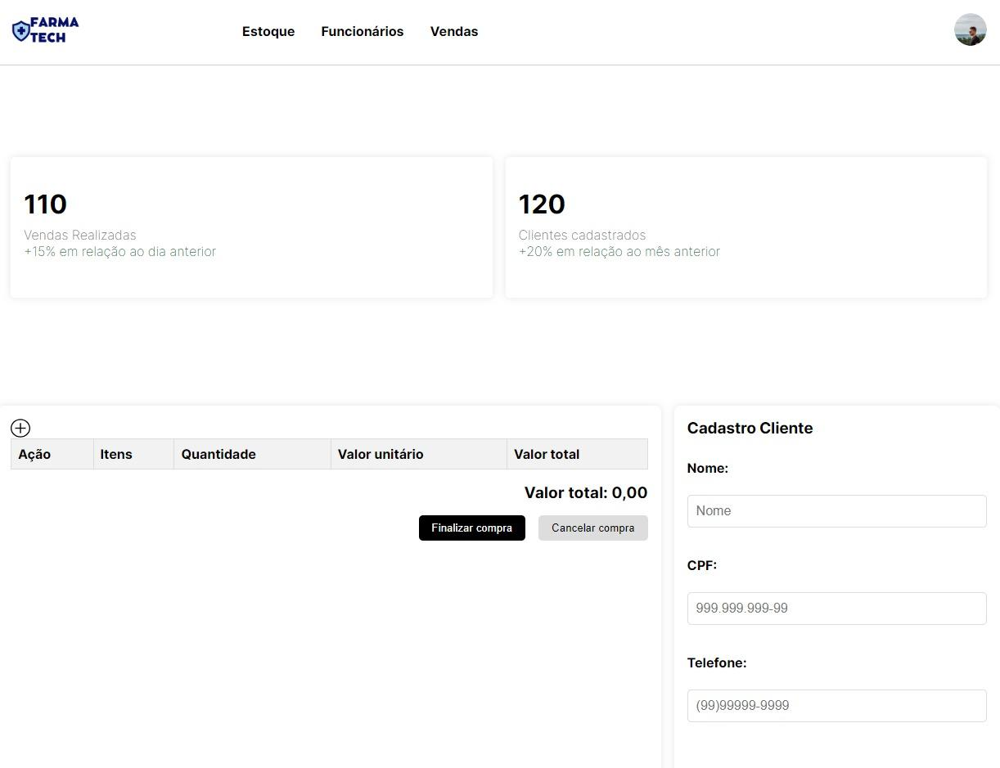 FARMA
TECH
Estoque Funcionários Vendas
110
Vendas Realizadas
+15% em relação ao dia anterior
120
Clientes cadastrados
+20% em relação ao mês anterior
Ação Itens Quantidade Valor unitário Valor total
Valor total: 0,00
Finalizar compra Cancelar compra
Cadastro Cliente
Nome:
Nome
CPF:
999.999.999-99
Telefone:
(99)99999-9999